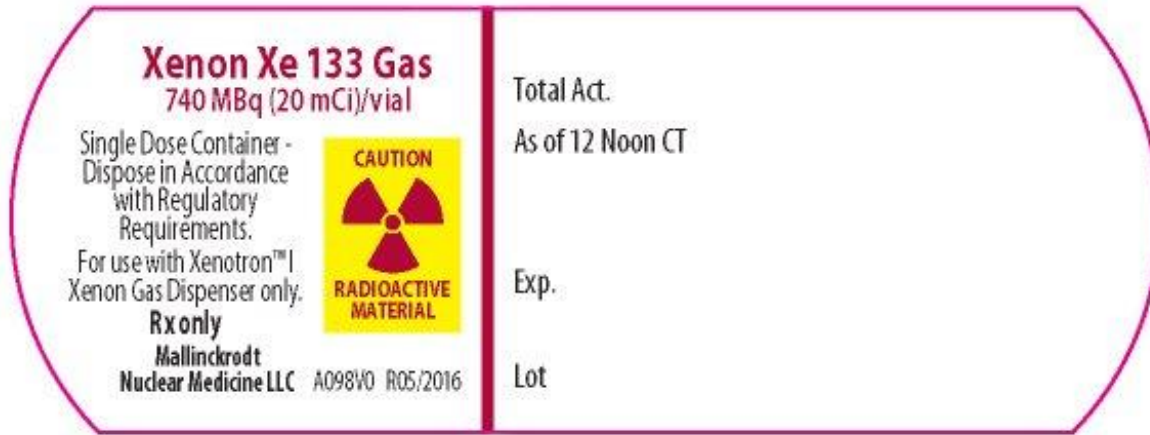 Xenon Xe 133 Gas
740 MBq (20 mCi)/vial
Single Dose Container -
Dispose in Accordance
with Regulatory
Requirements.
For use with Xenotron™ I
Xenon Gas Dispenser only.
Rx only
Mallinckrodt
Nuclear Medicine LLC A098V0 R05/2016
CAUTION
RADIOACTIVE
MATERIAL
Total Act.
As of 12 Noon CT
Exp.
Lot